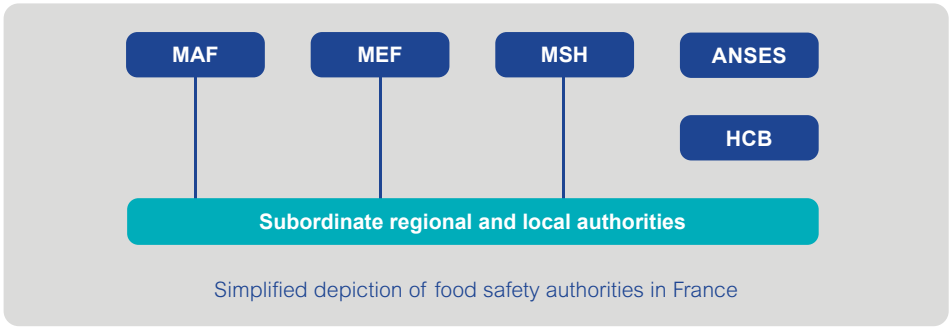 MAF
MEF
MSH
ANSES
HCB
Subordinate regional and local authorities
Simplified depiction of food safety authorities in France